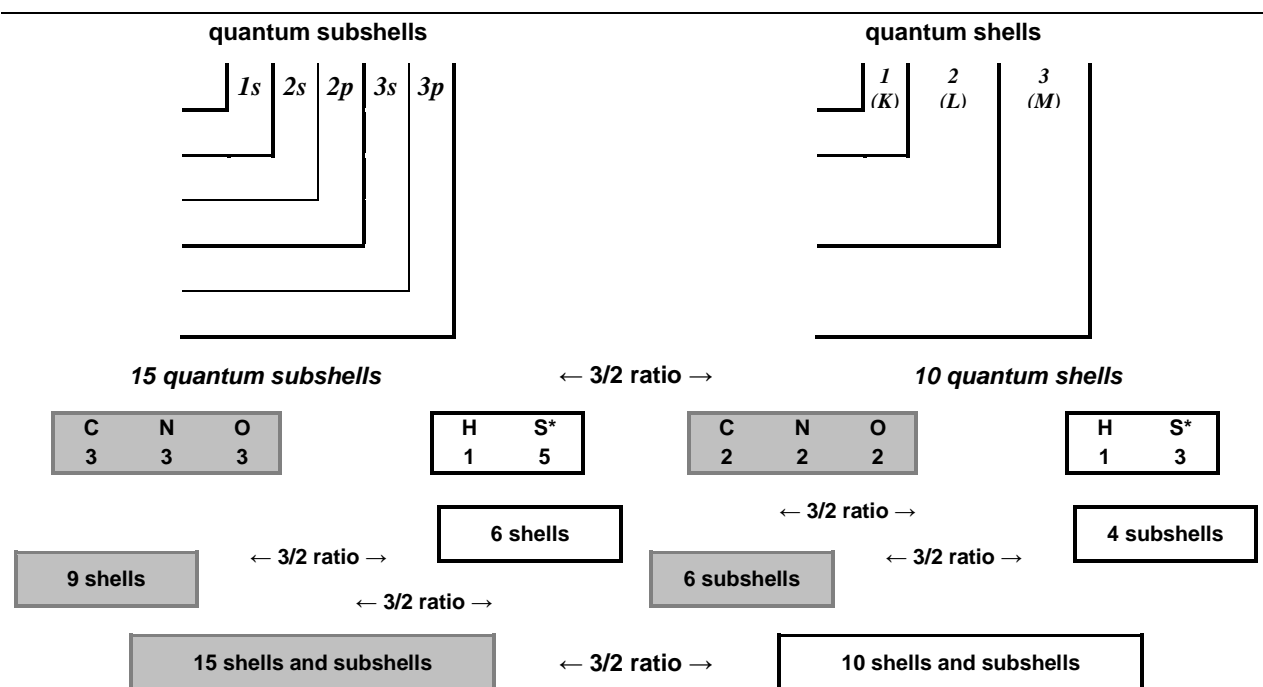 quantum subshells quantum shells
1s 2s 2p 3s 3p 1 2 3
(K) (L) (M)
15 quantum subshells ← 3/2 ratio → 10 quantum shells
C N O H S* C N O H S*
3 3 3 1 5 2 2 2 1 3
← 3/2 ratio →
6 shells 4 subshells
← 3/2 ratio → ← 3/2 ratio →
9 shells 6 subshells
← 3/2 ratio →
15 shells and subshells ← 3/2 ratio → 10 shells and subshells